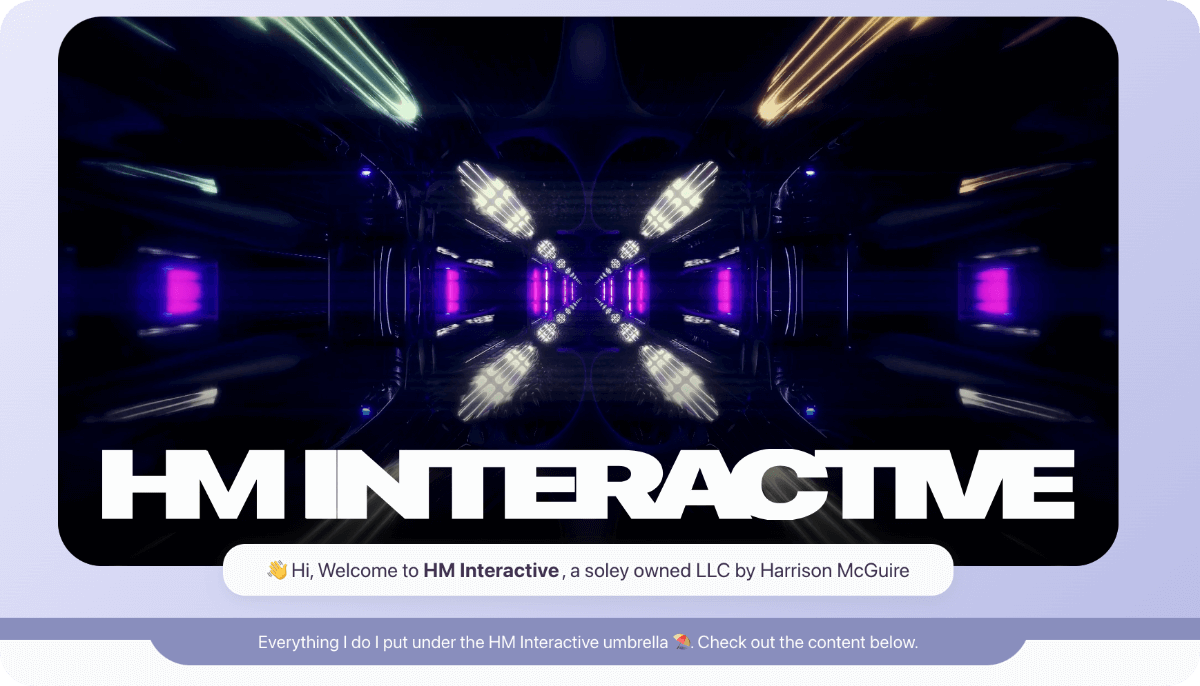 HM INTERACTIVE
👋 Hi, Welcome to HM Interactive , a soley owned LLC by Harrison McGuire
Everything I do I put under the HM Interactive umbrella ⛱️. Check out the content below.